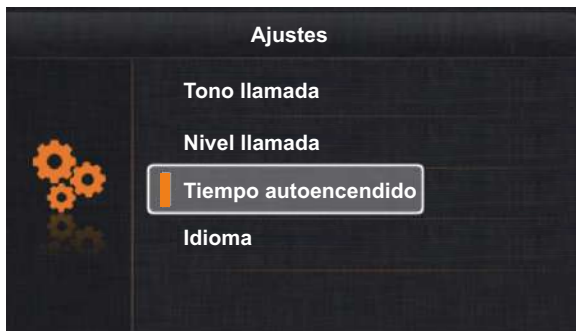 Ajustes
Tono llamada
Nivel llamada
Tiempo autoencendido
Idioma